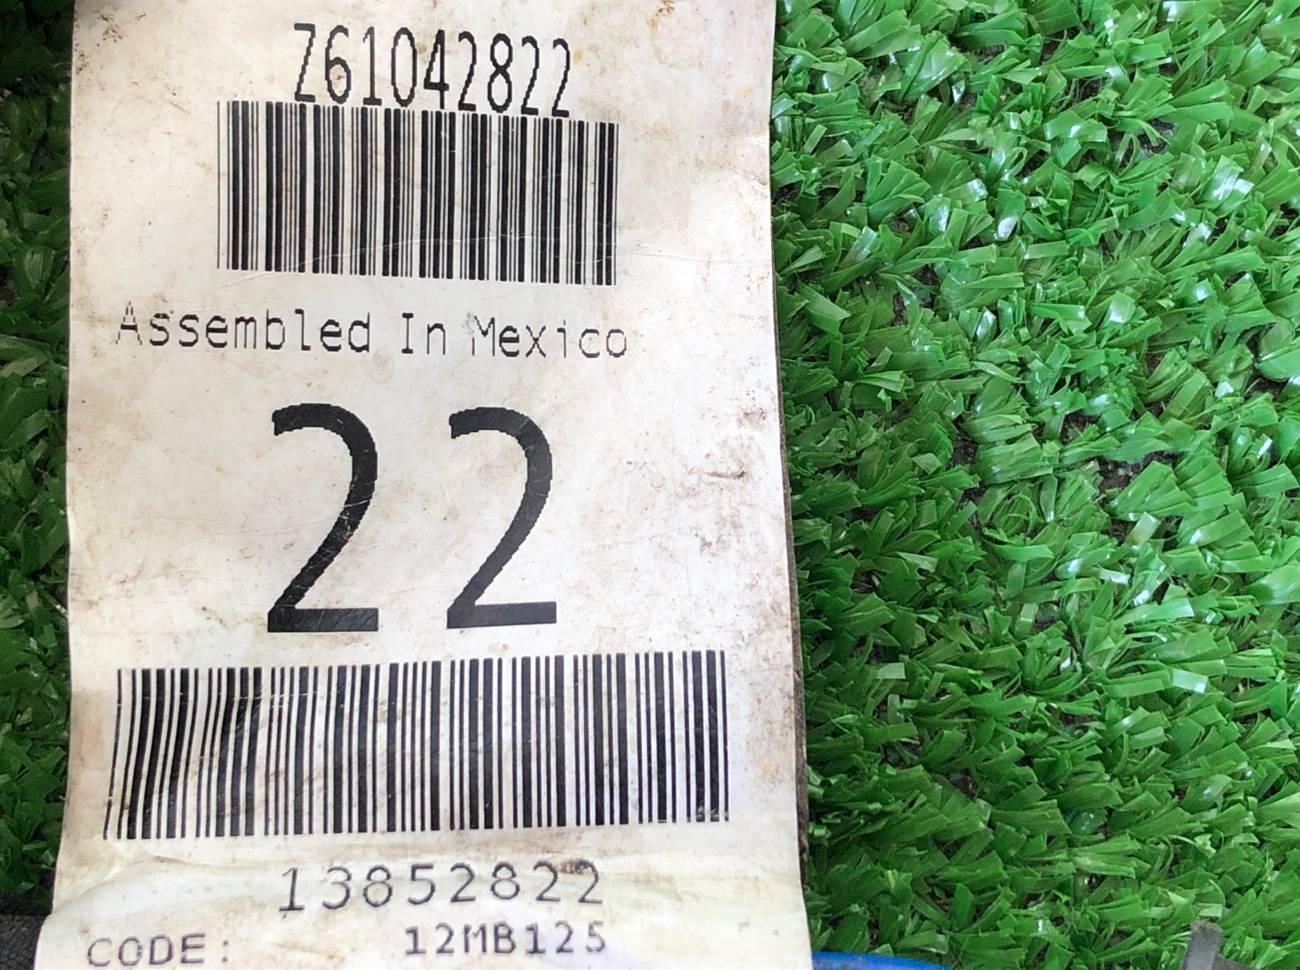 Z61042822
Assembled In Mexico
22
13852822
CODE: 12MB125